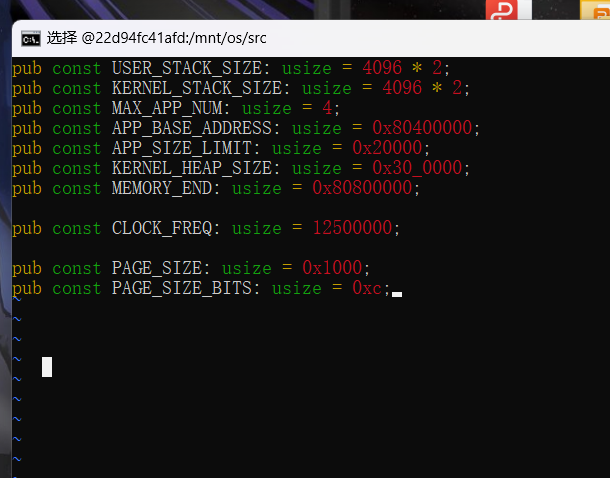 选择 @22d94fc41afd:/mnt/os/src
pub const USER_STACK_SIZE: usize = 4096 * 2;
pub const KERNEL_STACK_SIZE: usize = 4096 * 2;
pub const MAX_APP_NUM: usize = 4;
pub const APP_BASE_ADDRESS: usize = 0x80400000;
pub const APP_SIZE_LIMIT: usize = 0x20000;
pub const KERNEL_HEAP_SIZE: usize = 0x30_0000;
pub const MEMORY_END: usize = 0x80800000;
pub const CLOCK_FREQ: usize = 12500000;
pub const PAGE_SIZE: usize = 0x1000;
pub const PAGE_SIZE_BITS: usize = 0xc;
~
~
~
~
~
~
~
~
~